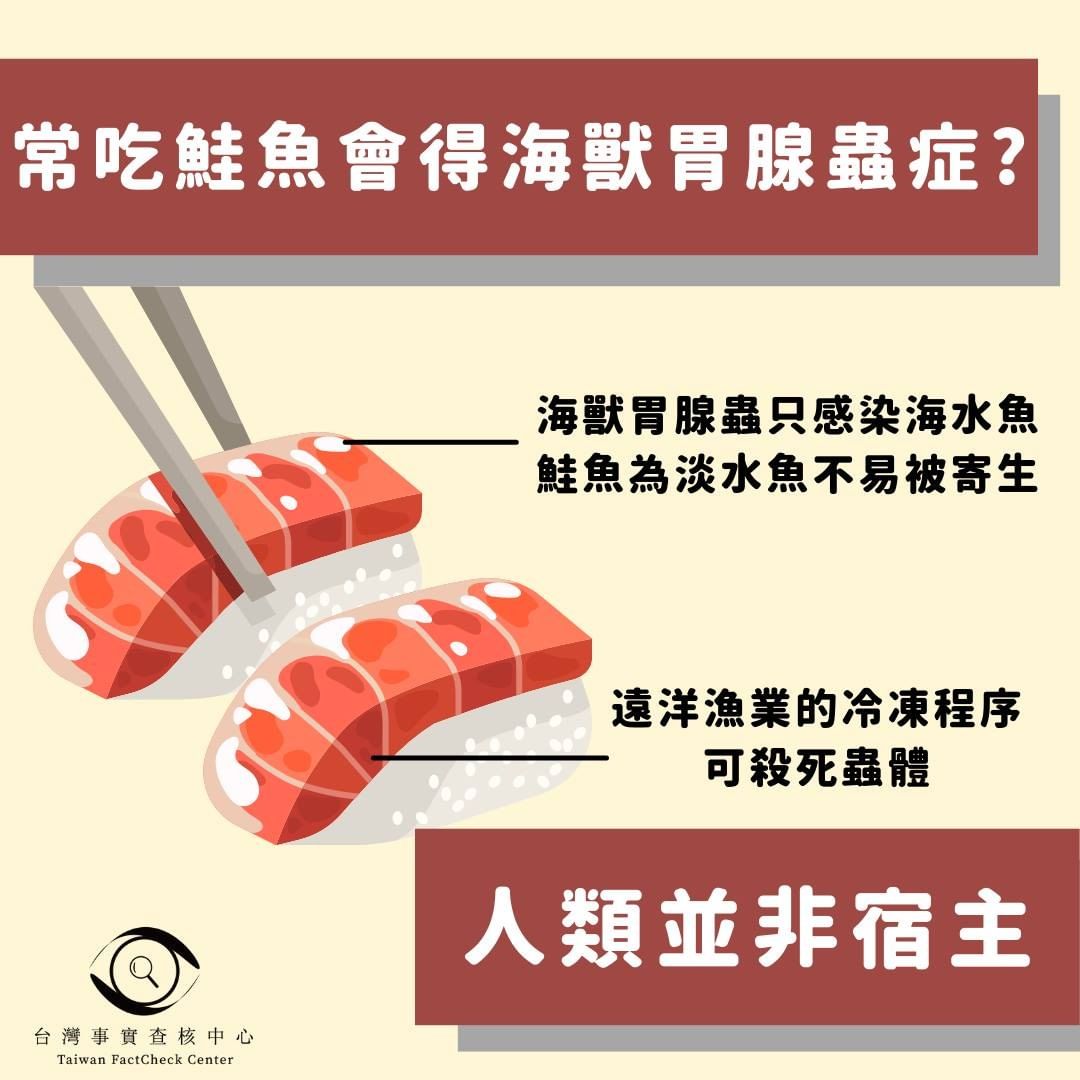 常吃鮭魚會得海獸胃腺蟲症?
海獸胃腺蟲只感染海水魚
鮭魚為淡水魚不易被寄生
遠洋漁業的冷凍程序
可殺死蟲體
人類並非宿主
台灣事實查核中心
Taiwan FactCheck Center